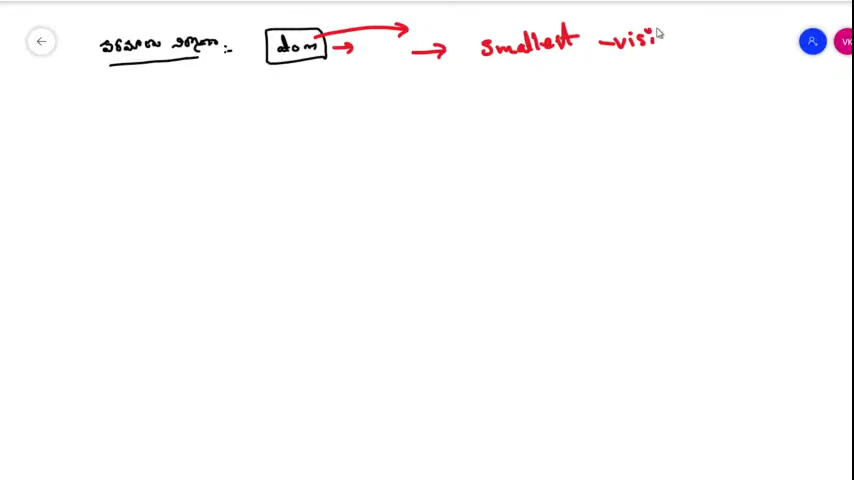 పరమాణు నిర్మాణం:- atom → → smallest -visi